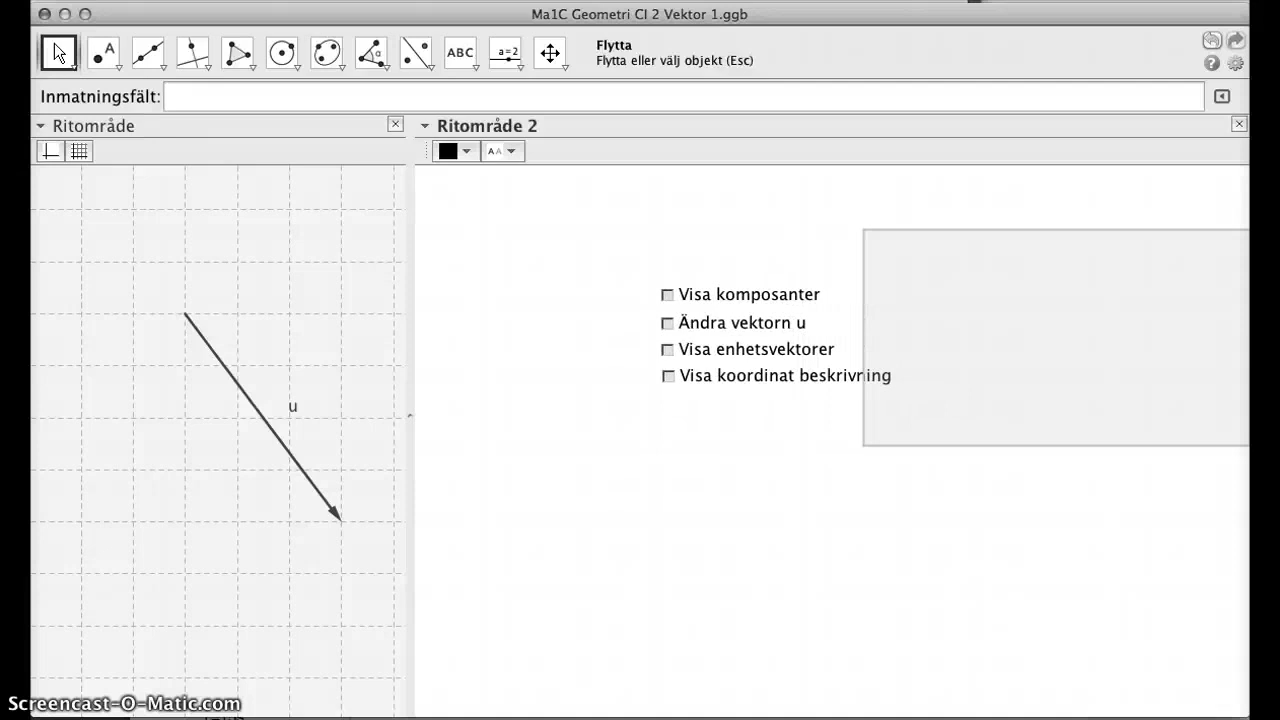 Ma1C Geometri CI 2 Vektor 1.ggb
A
α
ABC
a=2
Flytta
Flytta eller välj objekt (Esc)
Inmatningsfält:
Ritområde
Ritområde 2
A A
u
Visa komposanter
Ändra vektorn u
Visa enhetsvektorer
Visa koordinat beskrivning
Screencast-O-Matic.com